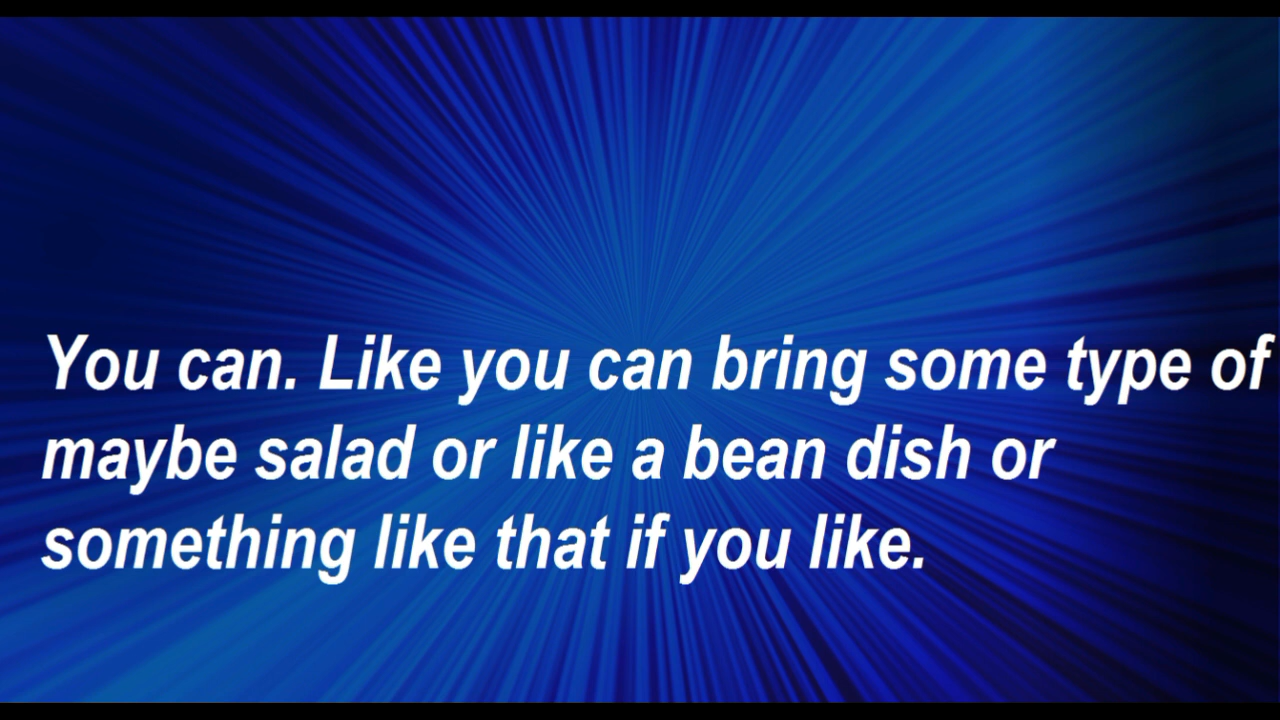 You can. Like you can bring some type of
maybe salad or like a bean dish or
something like that if you like.